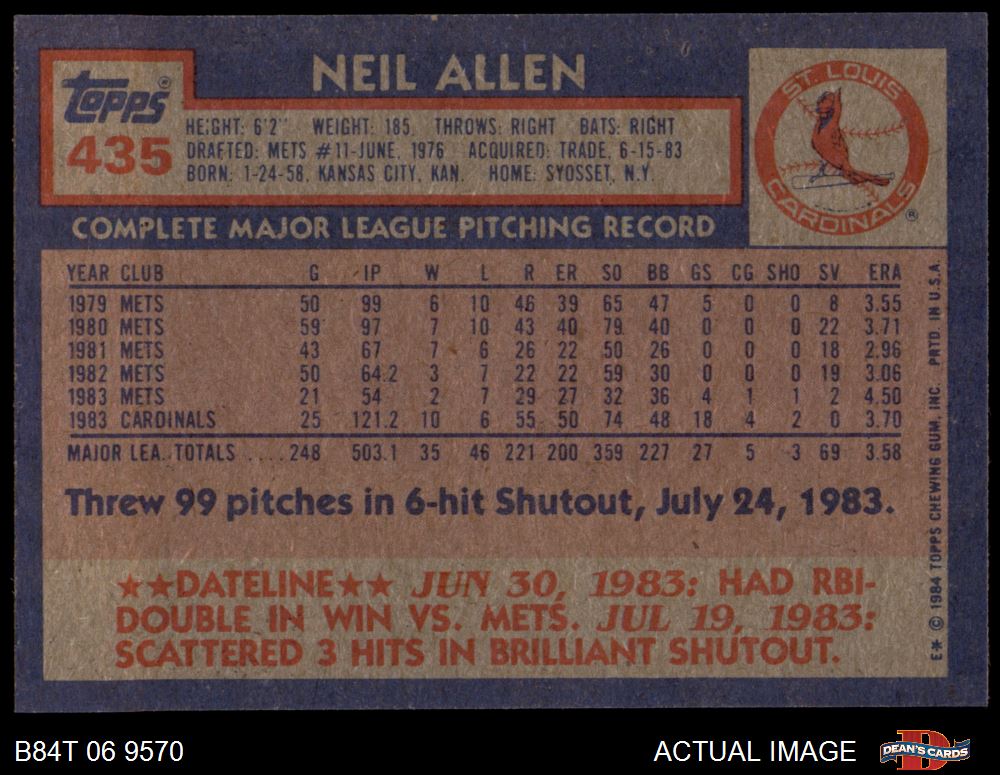 NEIL ALLEN
Topps®
435
HEIGHT: 6'2" WEIGHT: 185 THROWS: RIGHT BATS: RIGHT
DRAFTED: METS #11-JUNE, 1976 ACQUIRED: TRADE, 6-15-83
BORN: 1-24-58, KANSAS CITY, KAN. HOME: SYOSSET, N.Y.
ST. LOUIS
CARDINALS
®
COMPLETE MAJOR LEAGUE PITCHING RECORD
YEAR CLUB G IP W L R ER SO BB GS CG SHO SV ERA
1979 METS 50 99 6 10 46 39 65 47 5 0 0 8 3.55
1980 METS 59 97 7 10 43 40 79 40 0 0 0 22 3.71
1981 METS 43 67 7 6 26 22 50 26 0 0 0 18 2.96
1982 METS 50 64.2 3 7 22 22 59 30 0 0 0 19 3.06
1983 METS 21 54 2 7 29 27 32 36 4 1 1 2 4.50
1983 CARDINALS 25 121.2 10 6 55 50 74 48 18 4 2 0 3.70
MAJOR LEA. TOTALS ....248 503.1 35 46 221 200 359 227 27 5 3 69 3.58
Threw 99 pitches in 6-hit Shutout, July 24, 1983.
★★DATELINE★★ JUN 30, 1983: HAD RBI-
DOUBLE IN WIN VS. METS. JUL 19, 1983:
SCATTERED 3 HITS IN BRILLIANT SHUTOUT.
E* © 1984 TOPPS CHEWING GUM, INC. PRTD. IN U.S.A.
B84T 06 9570
ACTUAL IMAGE
D
DEAN'S CARDS